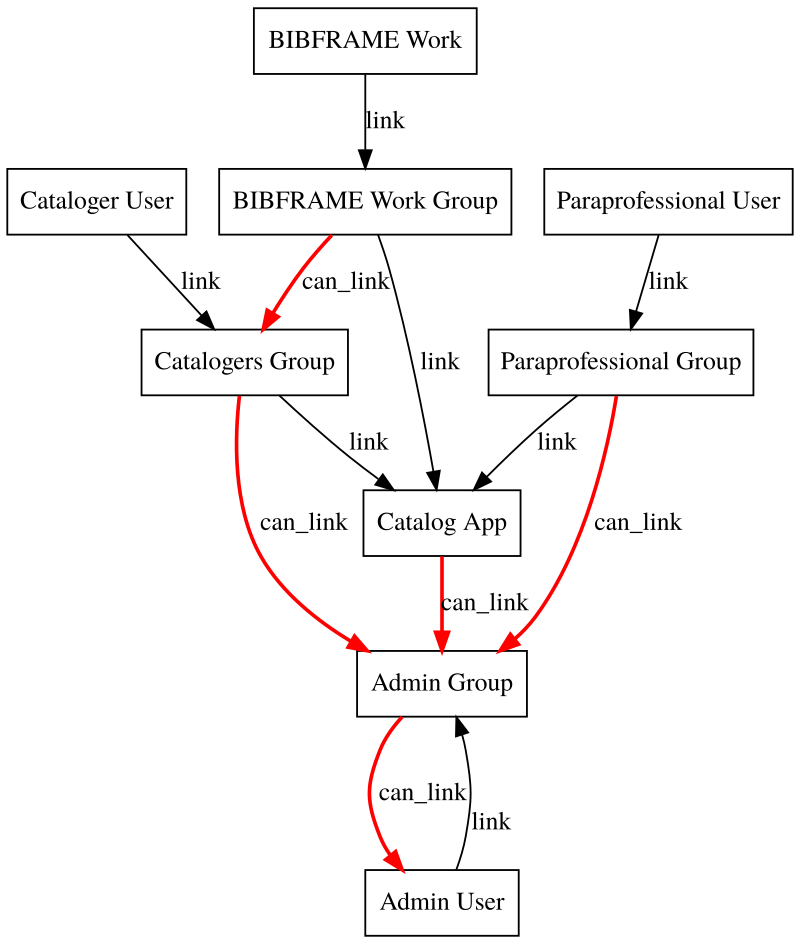 BIBFRAME Work
link
Cataloger User
BIBFRAME Work Group
Paraprofessional User
link
can_link
link
Catalogers Group
link
Paraprofessional Group
link
link
can_link
Catalog App
can_link
can_link
Admin Group
can_link
link
Admin User